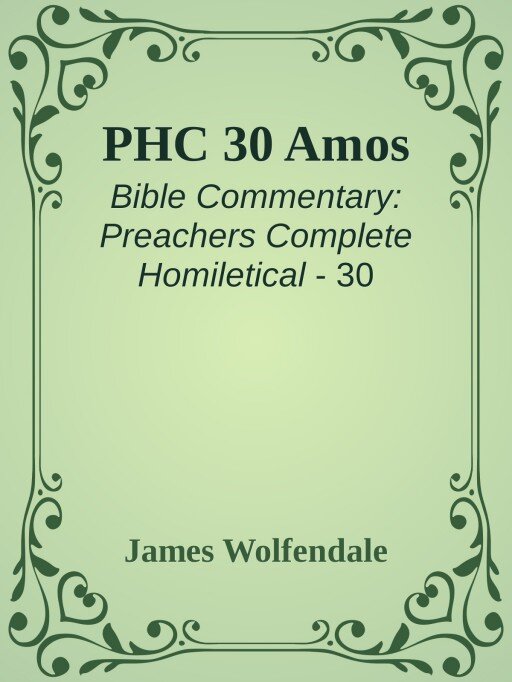 PHC 30 Amos
Bible Commentary:
Preachers Complete
Homiletical - 30
James Wolfendale